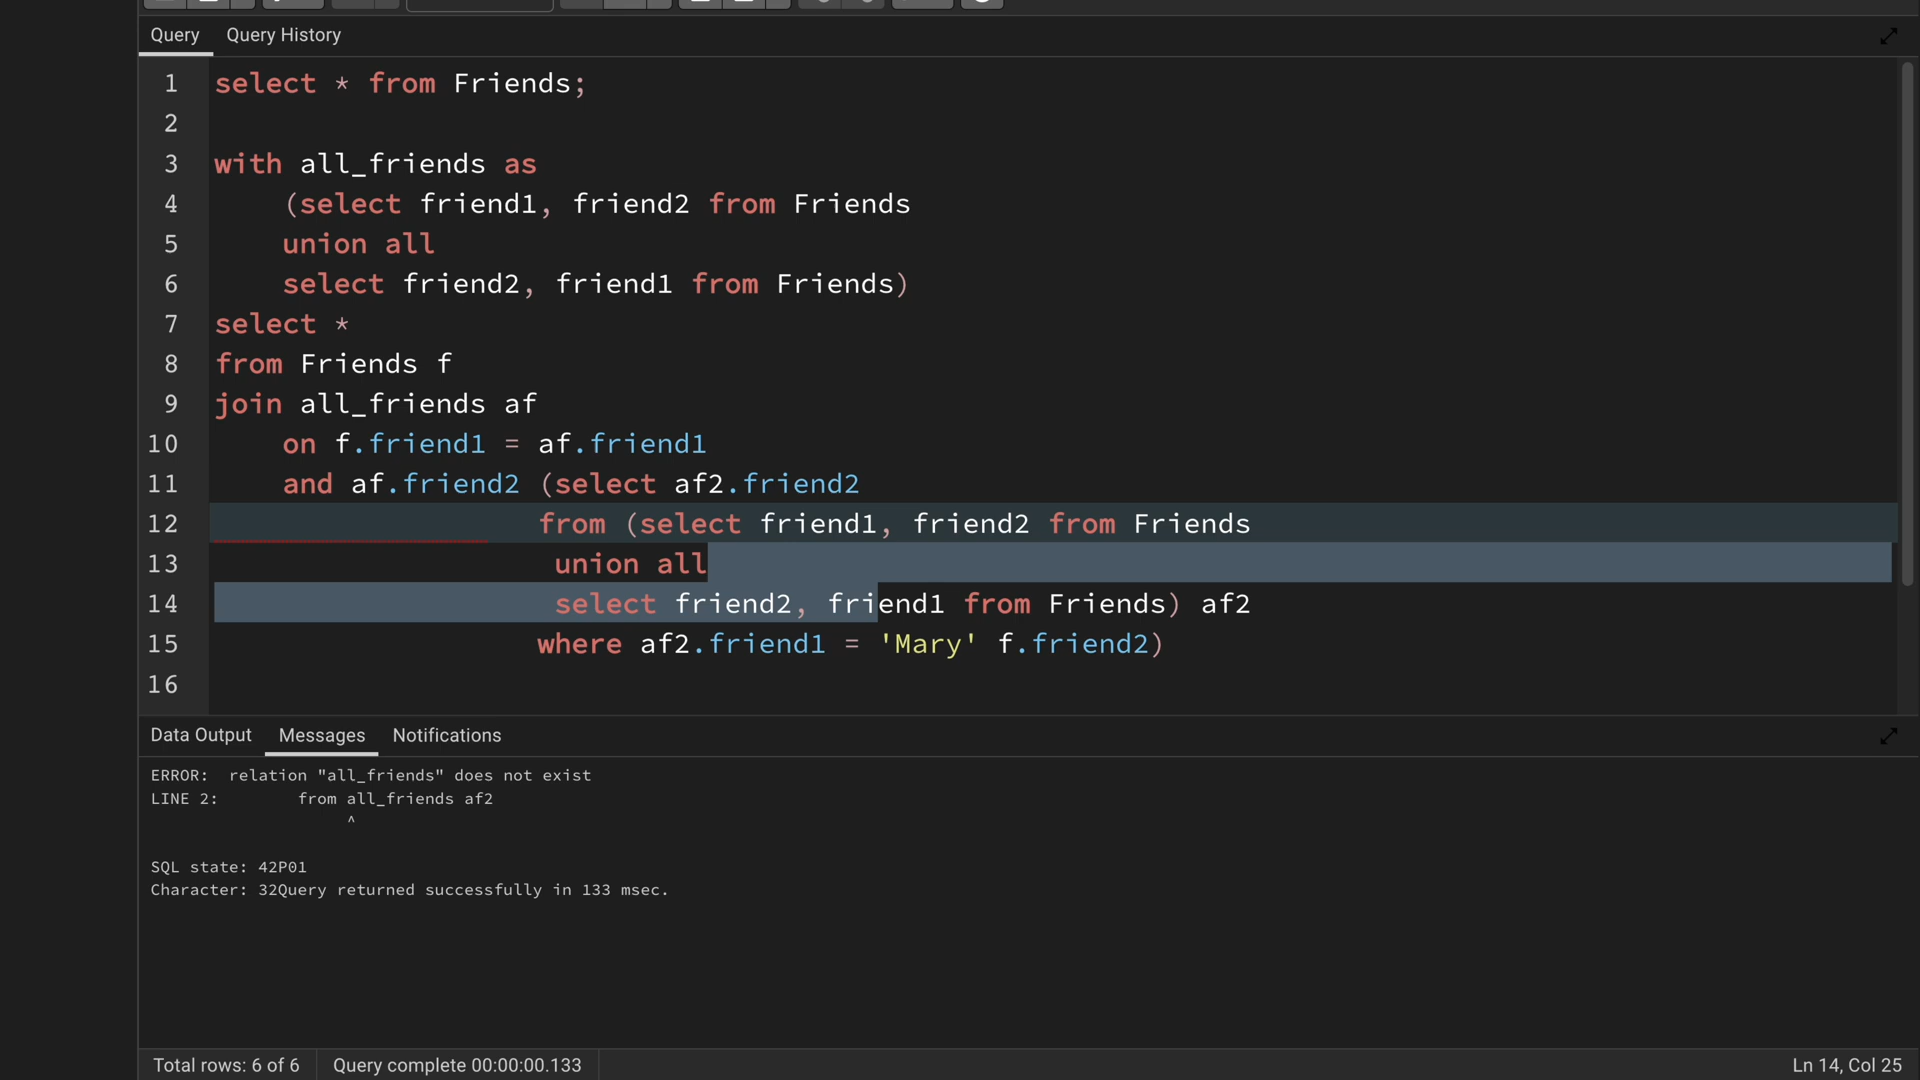 Query Query History
1 select * from Friends;
2
3 with all_friends as
4 (select friend1, friend2 from Friends
5 union all
6 select friend2, friend1 from Friends)
7 select *
8 from Friends f
9 join all_friends af
10 on f.friend1 = af.friend1
11 and af.friend2 (select af2.friend2
12 from (select friend1, friend2 from Friends
13 union all
14 select friend2, friend1 from Friends) af2
15 where af2.friend1 = 'Mary' f.friend2)
16
Data Output Messages Notifications
ERROR: relation "all_friends" does not exist
LINE 2: from all_friends af2
^
SQL state: 42P01
Character: 32Query returned successfully in 133 msec.
Total rows: 6 of 6 Query complete 00:00:00.133 Ln 14, Col 25